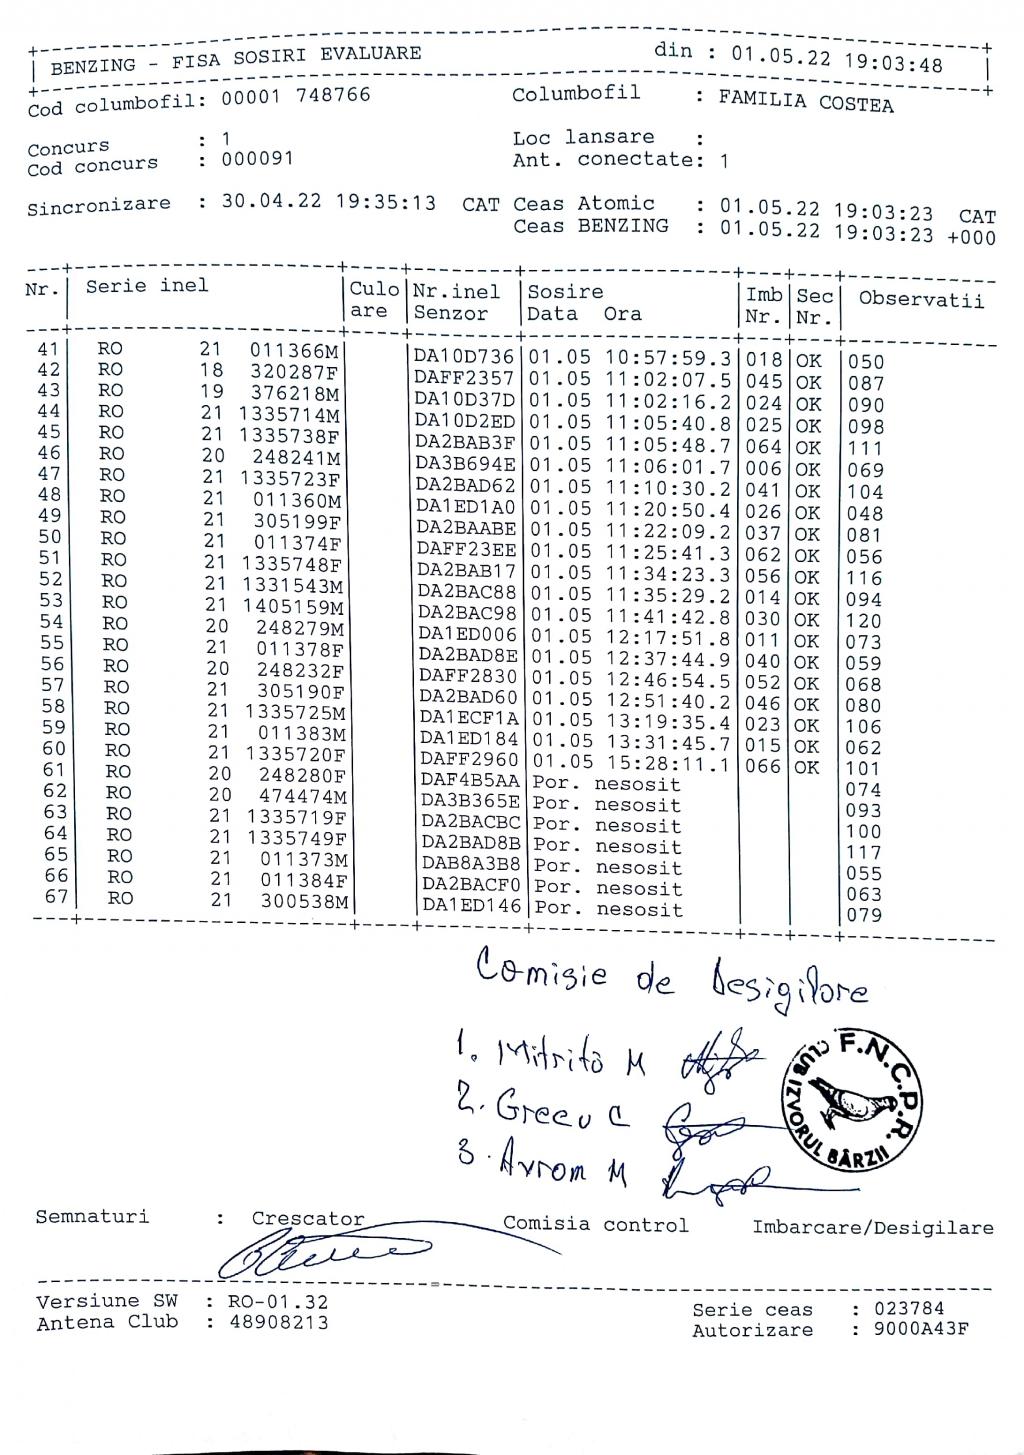 BENZING - FISA SOSIRI EVALUARE din : 01.05.22 19:03:48
Cod columbofil: 00001 748766 Columbofil : FAMILIA COSTEA
Concurs : 1 Loc lansare :
Cod concurs : 000091 Ant. conectate: 1
Sincronizare : 30.04.22 19:35:13 CAT Ceas Atomic : 01.05.22 19:03:23 CAT
Ceas BENZING : 01.05.22 19:03:23 +000
Nr. Serie inel Culo Nr.inel Sosire Imb Sec Observatii
are Senzor Data Ora Nr. Nr.
41 RO 21 011366M DA10D736 01.05 10:57:59.3 018 OK 050
42 RO 18 320287F DAFF2357 01.05 11:02:07.5 045 OK 087
43 RO 19 376218M DA10D37D 01.05 11:02:16.2 024 OK 090
44 RO 21 1335714M DA10D2ED 01.05 11:05:40.8 025 OK 098
45 RO 21 1335738F DA2BAB3F 01.05 11:05:48.7 064 OK 111
46 RO 20 248241M DA3B694E 01.05 11:06:01.7 006 OK 069
47 RO 21 1335723F DA2BAD62 01.05 11:10:30.2 041 OK 104
48 RO 21 011360M DA1ED1A0 01.05 11:20:50.4 026 OK 048
49 RO 21 305199F DA2BAABE 01.05 11:22:09.2 037 OK 081
50 RO 21 011374F DAFF23EE 01.05 11:25:41.3 062 OK 056
51 RO 21 1335748F DA2BAB17 01.05 11:34:23.3 056 OK 116
52 RO 21 1331543M DA2BAC88 01.05 11:35:29.2 014 OK 094
53 RO 21 1405159M DA2BAC98 01.05 11:41:42.8 030 OK 120
54 RO 20 248279M DA1ED006 01.05 12:17:51.8 011 OK 073
55 RO 21 011378F DA2BAD8E 01.05 12:37:44.9 040 OK 059
56 RO 20 248232F DAFF2830 01.05 12:46:54.5 052 OK 068
57 RO 21 305190F DA2BAD60 01.05 12:51:40.2 046 OK 080
58 RO 21 1335725M DA1ECF1A 01.05 13:19:35.4 023 OK 106
59 RO 21 011383M DA1ED184 01.05 13:31:45.7 015 OK 062
60 RO 21 1335720F DAFF2960 01.05 15:28:11.1 066 OK 101
61 RO 20 248280F DAF4B5AA Por. nesosit 074
62 RO 20 474474M DA3B365E Por. nesosit 093
63 RO 21 1335719F DA2BACBC Por. nesosit 100
64 RO 21 1335749F DA2BAD8B Por. nesosit 117
65 RO 21 011373M DAB8A3B8 Por. nesosit 055
66 RO 21 011384F DA2BACF0 Por. nesosit 063
67 RO 21 300538M DA1ED146 Por. nesosit 079
Comisie de Desigilare
1. Mitrită M
2. Grecu C
3. Avrom M
F.N.C.P.R.
CLUB IZVORUL BÂRZII
Semnaturi : Crescator Comisia control Imbarcare/Desigilare
Versiune SW : RO-01.32 Serie ceas : 023784
Antena Club : 48908213 Autorizare : 9000A43F